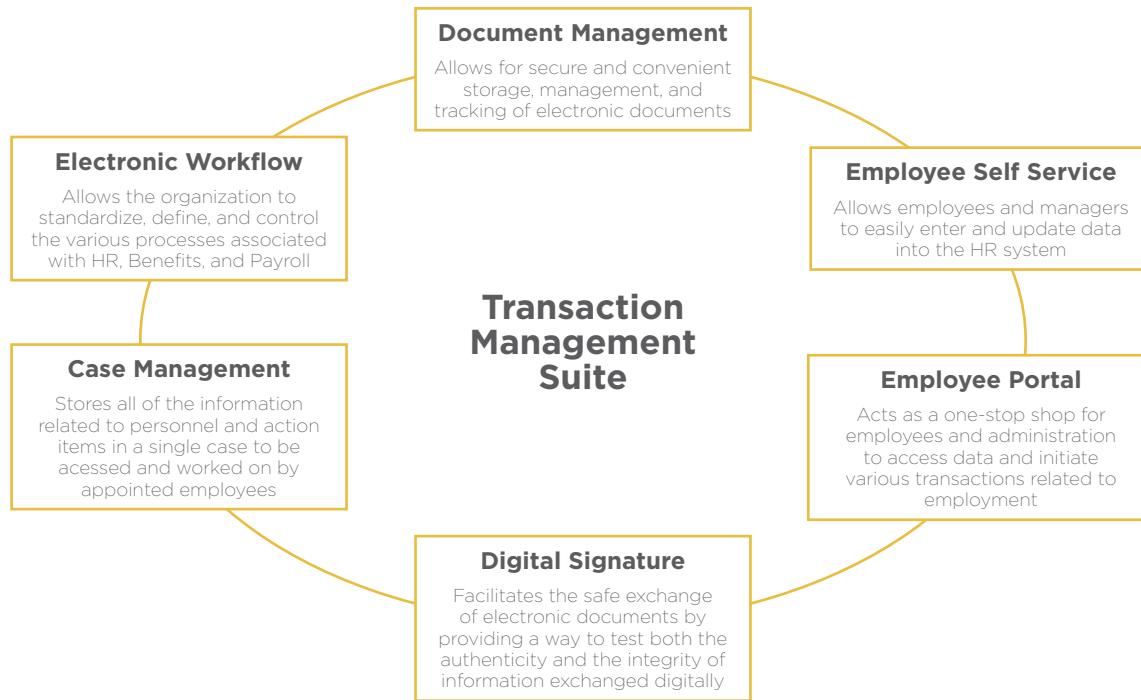 Document Management
Allows for secure and convenient
storage, management, and
tracking of electronic documents
Electronic Workflow
Allows the organization to
standardize, define, and control
the various processes associated
with HR, Benefits, and Payroll
Employee Self Service
Allows employees and managers
to easily enter and update data
into the HR system
Transaction
Management
Suite
Case Management
Stores all of the information
related to personnel and action
items in a single case to be
acessed and worked on by
appointed employees
Employee Portal
Acts as a one-stop shop for
employees and administration
to access data and initiate
various transactions related to
employment
Digital Signature
Facilitates the safe exchange
of electronic documents by
providing a way to test both the
authenticity and the integrity of
information exchanged digitally